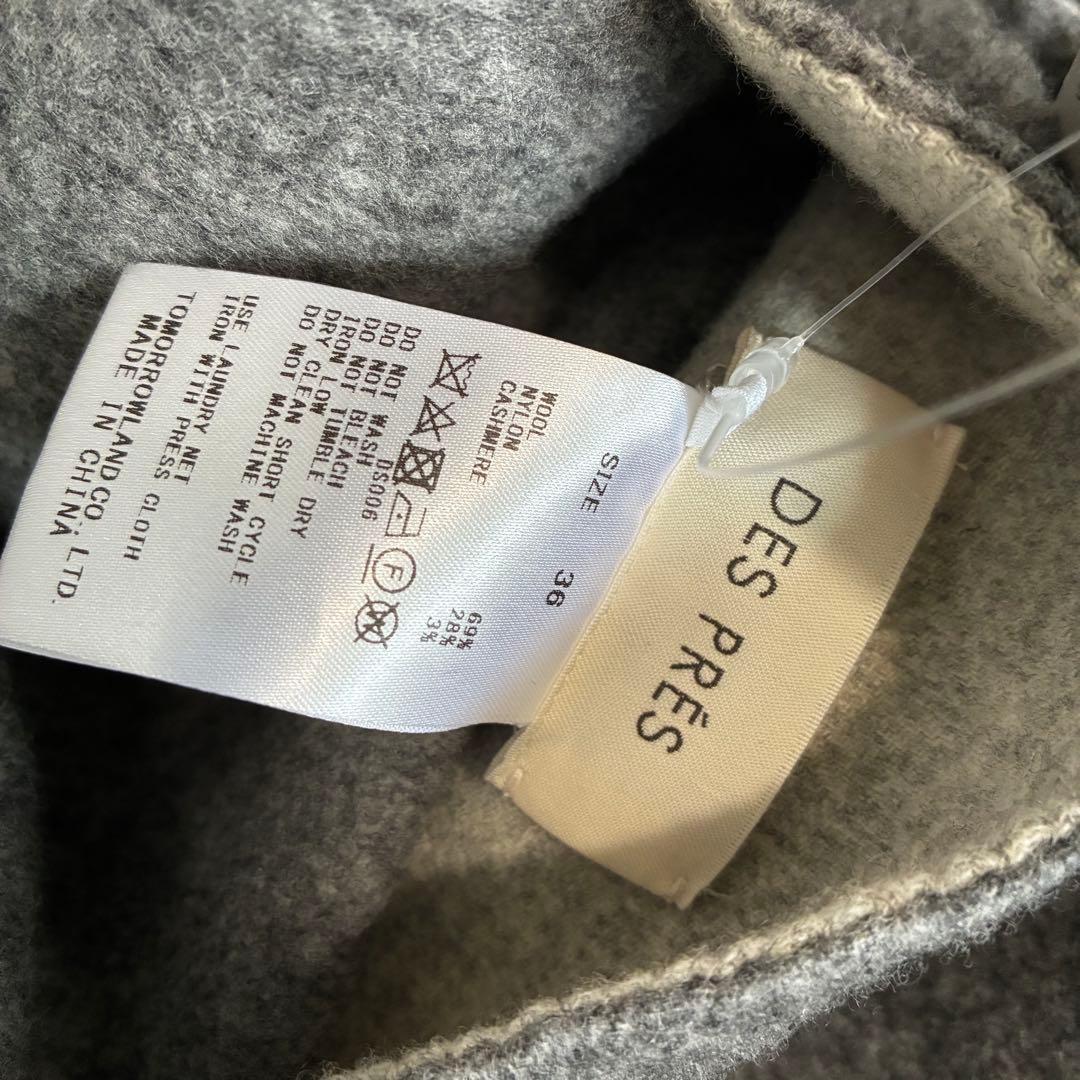 DES PRÉS
SIZE 36
WOOL 69%
NYLON 28%
CASHMERE 3%
F
W
DS006
DO NOT WASH
DO NOT BLEACH
DO NOT TUMBLE DRY
IRON LOW
DRY CLEAN SHORT CYCLE
DO NOT MACHINE WASH
USE LAUNDRY NET
IRON WITH PRESS CLOTH
TOMORROWLAND CO., LTD.
MADE IN CHINA